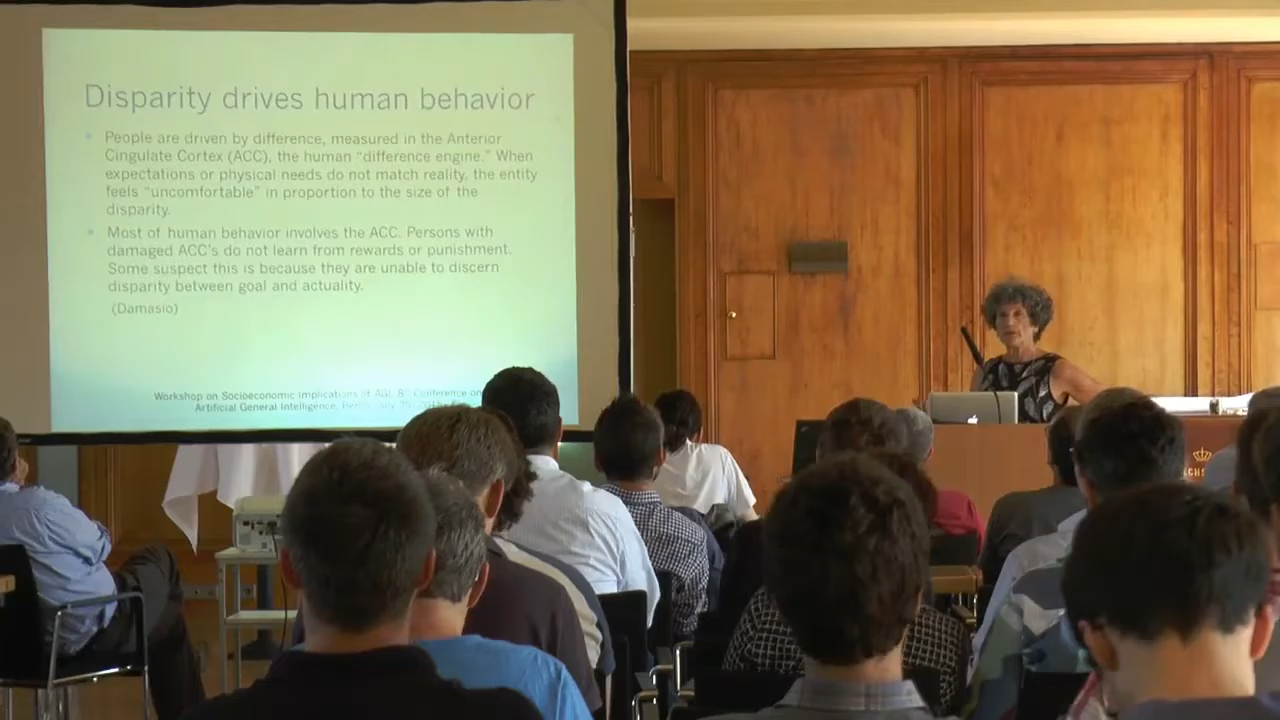 Disparity drives human behavior
People are driven by difference, measured in the Anterior
Cingulate Cortex (ACC), the human “difference engine.” When
expectations or physical needs do not match reality, the entity
feels “uncomfortable” in proportion to the size of the
disparity.
Most of human behavior involves the ACC. Persons with
damaged ACC's do not learn from rewards or punishment.
Some suspect this is because they are unable to discern
disparity between goal and actuality.
(Damasio)
Workshop on Socioeconomic Implications of AGI, 8th Conference on
Artificial General Intelligence,